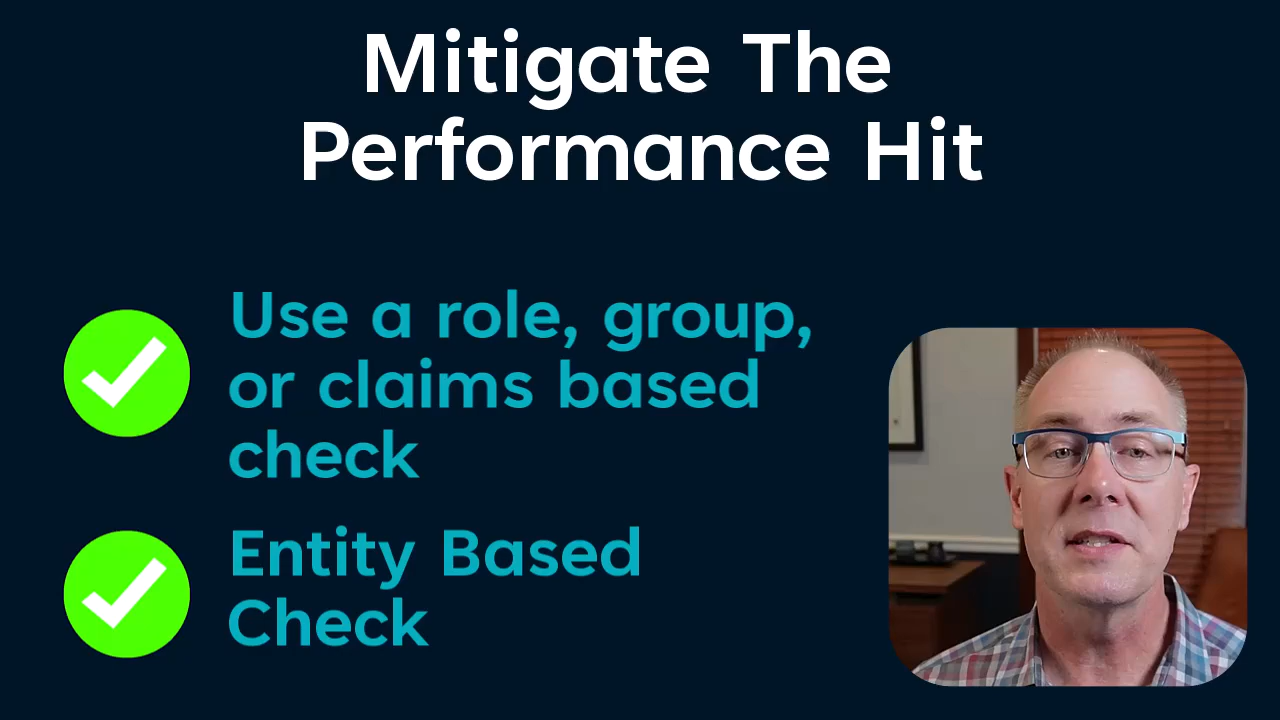 Mitigate The
Performance Hit
Use a role, group,
or claims based
check
Entity Based
Check